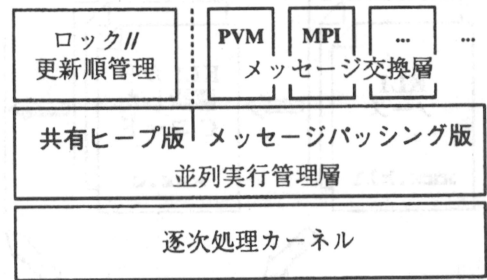 ロック//
更新順管理
PVM MPI ... ...
メッセージ交換層
共有ヒープ版 メッセージパッシング版
並列実行管理層
逐次処理カーネル